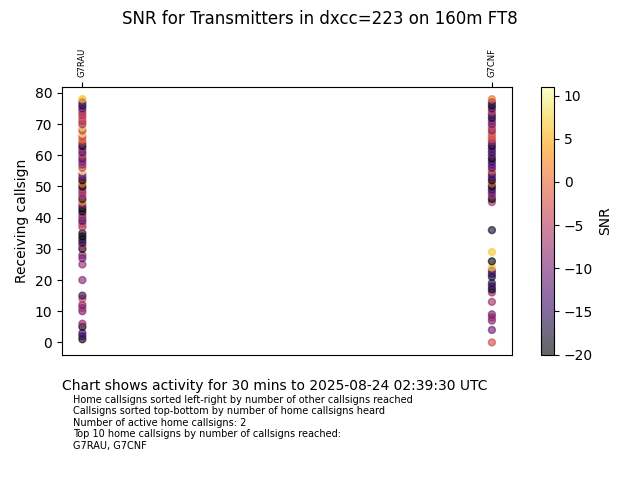 SNR for Transmitters in dxcc=223 on 160m FT8
G7RAU
G7CNF
80
70
60
50
40
30
20
10
0
Receiving callsign
10
5
0
−5
−10
−15
−20
SNR
Chart shows activity for 30 mins to 2025-08-24 02:39:30 UTC
Home callsigns sorted left-right by number of other callsigns reached
Callsigns sorted top-bottom by number of home callsigns heard
Number of active home callsigns: 2
Top 10 home callsigns by number of callsigns reached:
G7RAU, G7CNF